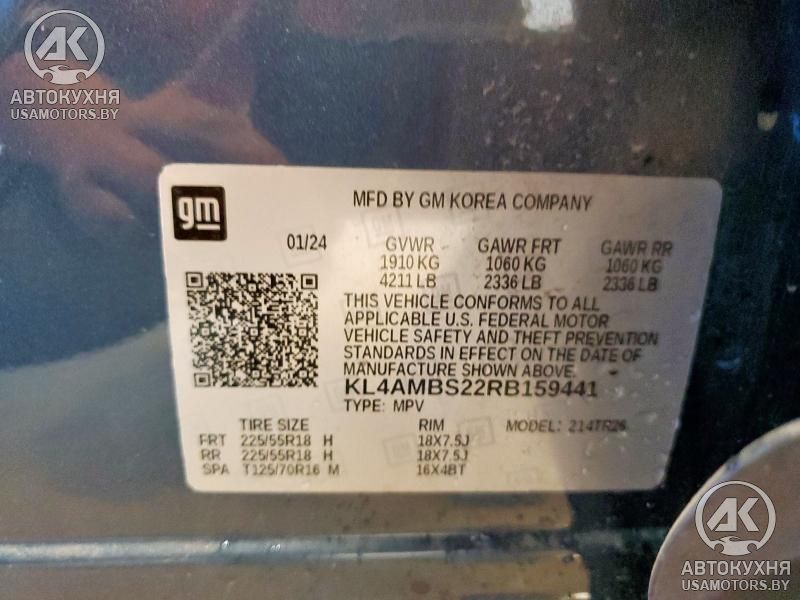 AK
АВТОКУХНЯ
USAMOTORS.BY
gm
MFD BY GM KOREA COMPANY
01/24
GVWR GAWR FRT GAWR RR
1910 KG 1060 KG 1060 KG
4211 LB 2336 LB 2336 LB
THIS VEHICLE CONFORMS TO ALL
APPLICABLE U.S. FEDERAL MOTOR
VEHICLE SAFETY AND THEFT PREVENTION
STANDARDS IN EFFECT ON THE DATE OF
MANUFACTURE SHOWN ABOVE.
KL4AMBS22RB159441
TYPE: MPV
TIRE SIZE RIM MODEL: 214TR26
FRT 225/55R18 H 18X7.5J
RR 225/55R18 H 18X7.5J
SPA T125/70R16 M 16X4BT
AK
АВТОКУХНЯ
USAMOTORS.BY